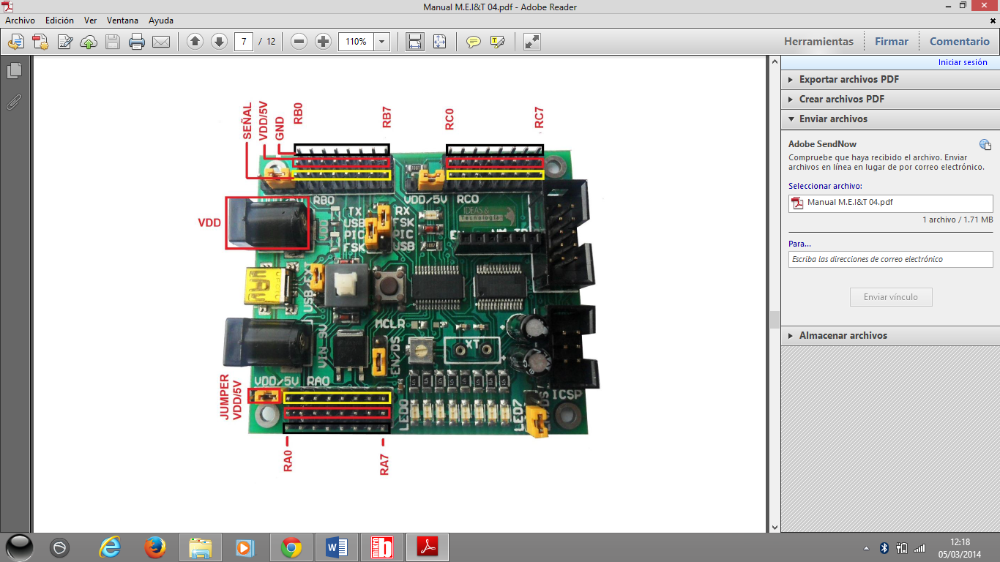 Manual M.E.I&T 04.pdf - Adobe Reader
Archivo Edición Ver Ventana Ayuda
7 / 12
110%
Herramientas Firmar Comentario
Iniciar sesión
Exportar archivos PDF
Crear archivos PDF
Enviar archivos
Adobe SendNow
Compruebe que haya recibido el archivo. Enviar
archivos en línea en lugar de por correo electrónico.
Seleccionar archivo:
Manual M.E.I&T 04.pdf
1 archivo / 1.71 MB
Para...
Escriba las direcciones de correo electrónico
Enviar vínculo
Almacenar archivos
SEÑAL
VDD/5V
GND
RB0
RB7
RC0
RC7
VDD/5V RB0
VDD/5V RC0
VDD
VDD
TX RX
USB FSK
PIC PIC
FSK USB
IDEAS &
Tecnología
USB/EXT
MCLR
VIN 9V
EN/DS
XT
VDD/5V RA0
JUMPER
VDD/5V
LED0
LED7
ICSP
RA0
RA7
12:18
05/03/2014